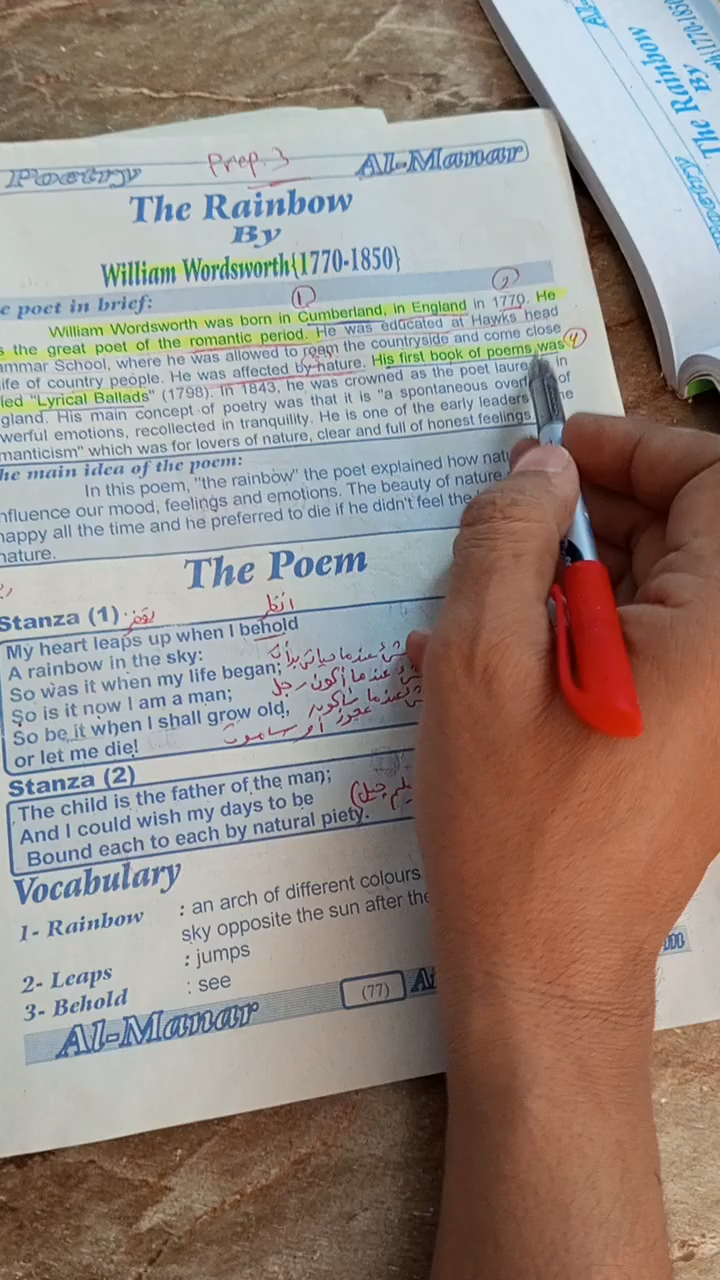 Poetry Prep. 3 Al-Manar
The Rainbow
By
William Wordsworth{1770-1850}
e poet in brief:
① ②
William Wordsworth was born in Cumberland, in England in 1770. He
s the great poet of the romantic period. He was educated at Hawks head
ammar School, where he was allowed to roam the countryside and come close
ife of country people. He was affected by nature. His first book of poems was ④
led "Lyrical Ballads" (1798). In 1843, he was crowned as the poet laure in
gland. His main concept of poetry was that it is "a spontaneous over of
werful emotions, recollected in tranquility. He is one of the early leaders
manticism" which was for lovers of nature, clear and full of honest feelings.
he main idea of the poem:
In this poem, "the rainbow" the poet explained how nat
nfluence our mood, feelings and emotions. The beauty of nature
happy all the time and he preferred to die if he didn't feel the
nature.
The Poem
Stanza (1) يقفز انظر
My heart leaps up when I behold
A rainbow in the sky:
So was it when my life began;
So is it now I am a man;
So be it when I shall grow old,
or let me die!
Stanza (2)
The child is the father of the man;
And I could wish my days to be
Bound each to each by natural piety.
Vocabulary
1- Rainbow : an arch of different colours
sky opposite the sun after the
2- Leaps : jumps
3- Behold : see
Al-Manar (77)
The Rainbow
By